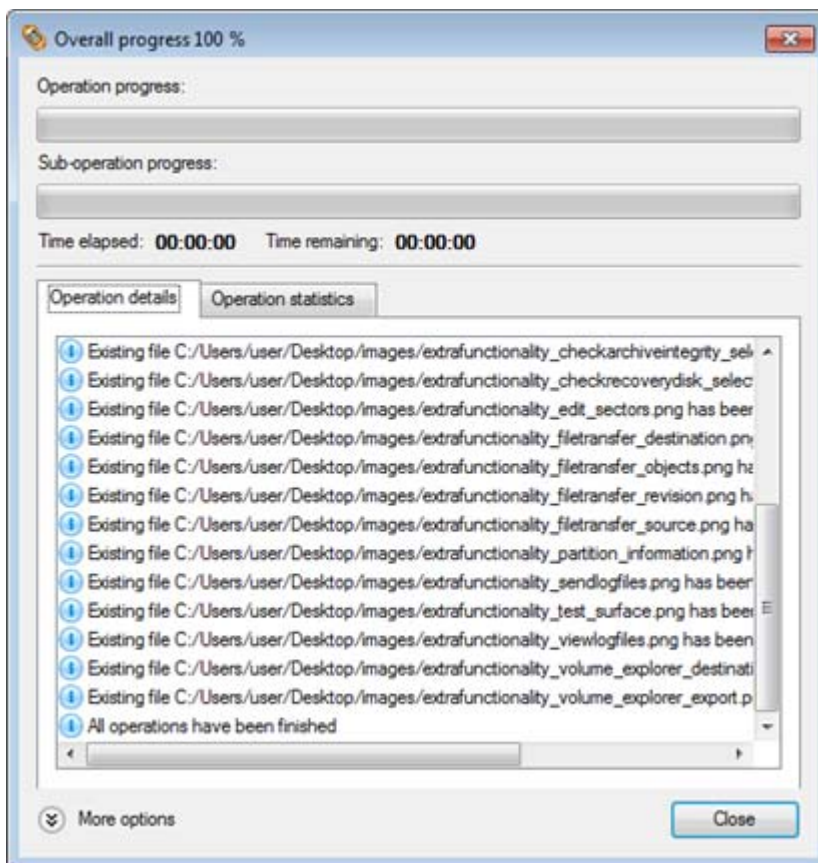 Overall progress 100 %
Operation progress:
Sub-operation progress:
Time elapsed: 00:00:00 Time remaining: 00:00:00
Operation details Operation statistics
Existing file C:/Users/user/Desktop/images/extrafunctionality_checkarchiveintegrity_sel
Existing file C:/Users/user/Desktop/images/extrafunctionality_checkrecoverydisk_selec
Existing file C:/Users/user/Desktop/images/extrafunctionality_edit_sectors.png has been
Existing file C:/Users/user/Desktop/images/extrafunctionality_filetransfer_destination.pn
Existing file C:/Users/user/Desktop/images/extrafunctionality_filetransfer_objects.png ha
Existing file C:/Users/user/Desktop/images/extrafunctionality_filetransfer_revision.png h
Existing file C:/Users/user/Desktop/images/extrafunctionality_filetransfer_source.png ha
Existing file C:/Users/user/Desktop/images/extrafunctionality_partition_information.png h
Existing file C:/Users/user/Desktop/images/extrafunctionality_sendlogfiles.png has been
Existing file C:/Users/user/Desktop/images/extrafunctionality_test_surface.png has bee
Existing file C:/Users/user/Desktop/images/extrafunctionality_viewlogfiles.png has been
Existing file C:/Users/user/Desktop/images/extrafunctionality_volume_explorer_destinati
Existing file C:/Users/user/Desktop/images/extrafunctionality_volume_explorer_export.p
All operations have been finished
More options Close